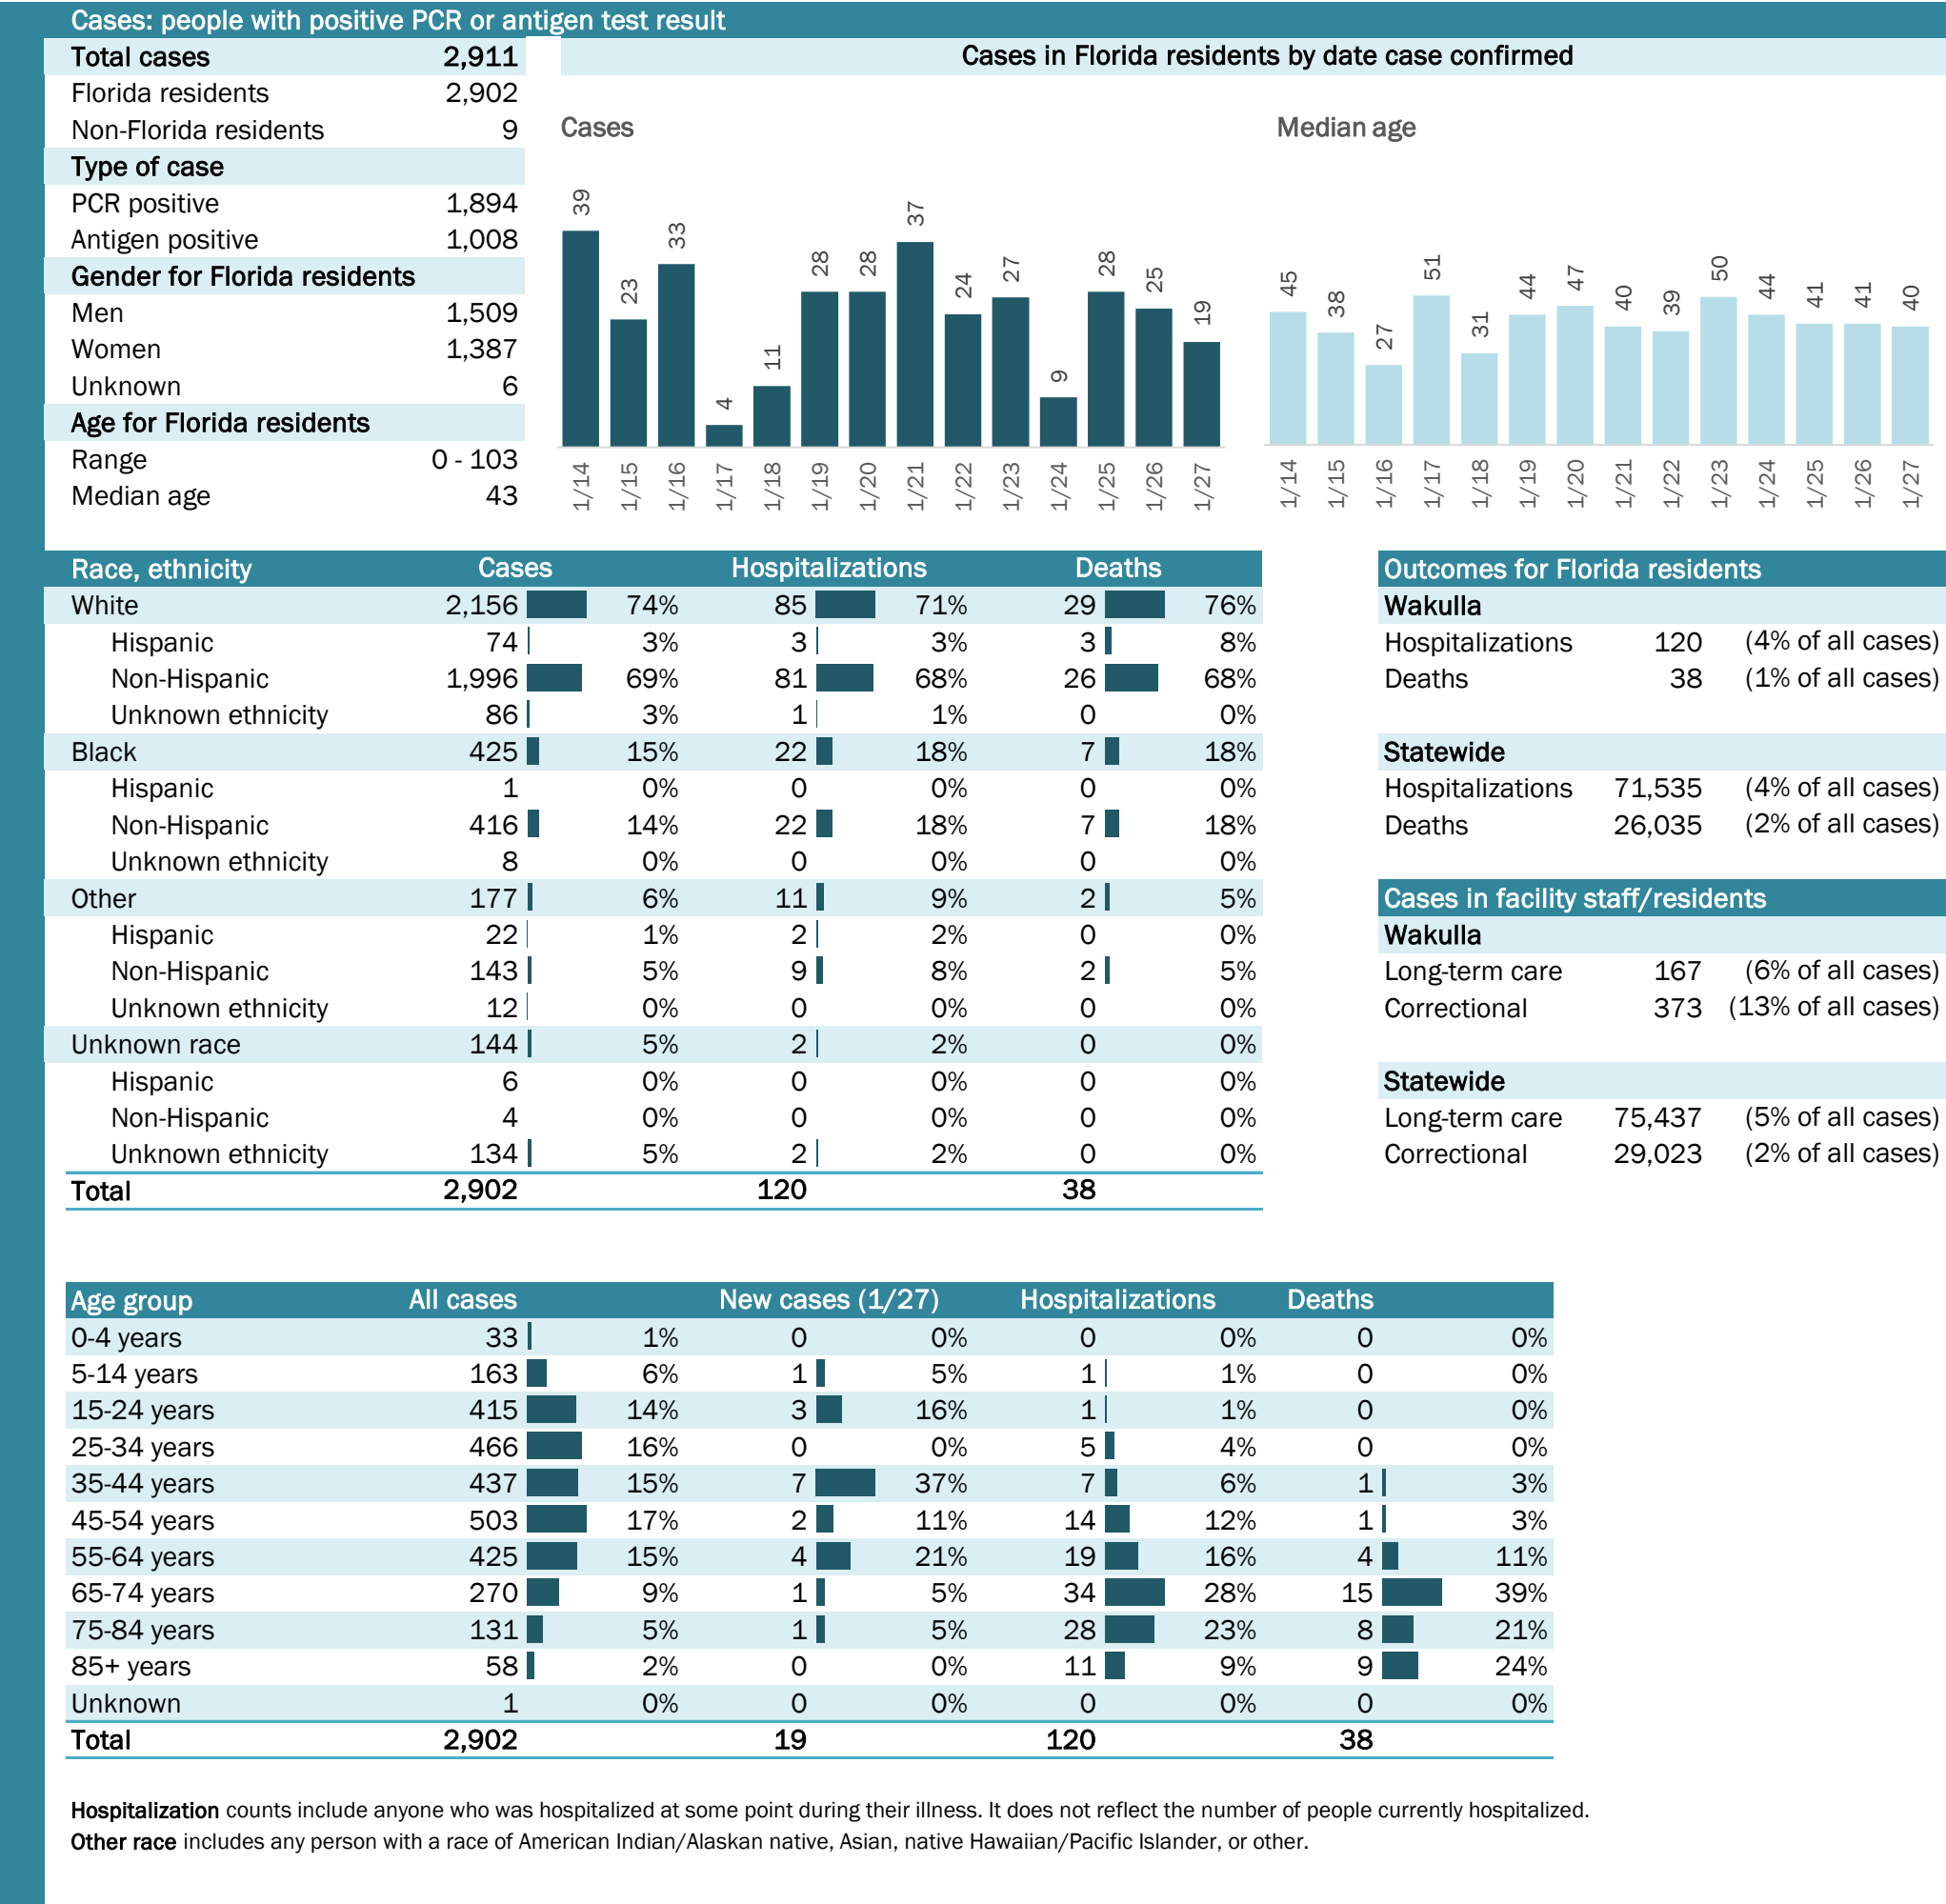 Cases: people with positive PCR or antigen test result
Total cases 2,911
Florida residents 2,902
Non-Florida residents 9
Type of case
PCR positive 1,894
Antigen positive 1,008
Gender for Florida residents
Men 1,509
Women 1,387
Unknown 6
Age for Florida residents
Range 0 - 103
Median age 43
Cases in Florida residents by date case confirmed
Cases
39 23 33 4 11 28 28 37 24 27 9 28 25 19
1/14 1/15 1/16 1/17 1/18 1/19 1/20 1/21 1/22 1/23 1/24 1/25 1/26 1/27
Median age
45 38 27 51 31 44 47 40 39 50 44 41 41 40
1/14 1/15 1/16 1/17 1/18 1/19 1/20 1/21 1/22 1/23 1/24 1/25 1/26 1/27
Race, ethnicity Cases Hospitalizations Deaths
White 2,156 74% 85 71% 29 76%
Hispanic 74 3% 3 3% 3 8%
Non-Hispanic 1,996 69% 81 68% 26 68%
Unknown ethnicity 86 3% 1 1% 0 0%
Black 425 15% 22 18% 7 18%
Hispanic 1 0% 0 0% 0 0%
Non-Hispanic 416 14% 22 18% 7 18%
Unknown ethnicity 8 0% 0 0% 0 0%
Other 177 6% 11 9% 2 5%
Hispanic 22 1% 2 2% 0 0%
Non-Hispanic 143 5% 9 8% 2 5%
Unknown ethnicity 12 0% 0 0% 0 0%
Unknown race 144 5% 2 2% 0 0%
Hispanic 6 0% 0 0% 0 0%
Non-Hispanic 4 0% 0 0% 0 0%
Unknown ethnicity 134 5% 2 2% 0 0%
Total 2,902 120 38
Outcomes for Florida residents
Wakulla
Hospitalizations 120 (4% of all cases)
Deaths 38 (1% of all cases)
Statewide
Hospitalizations 71,535 (4% of all cases)
Deaths 26,035 (2% of all cases)
Cases in facility staff/residents
Wakulla
Long-term care 167 (6% of all cases)
Correctional 373 (13% of all cases)
Statewide
Long-term care 75,437 (5% of all cases)
Correctional 29,023 (2% of all cases)
Age group All cases New cases (1/27) Hospitalizations Deaths
0-4 years 33 1% 0 0% 0 0% 0 0%
5-14 years 163 6% 1 5% 1 1% 0 0%
15-24 years 415 14% 3 16% 1 1% 0 0%
25-34 years 466 16% 0 0% 5 4% 0 0%
35-44 years 437 15% 7 37% 7 6% 1 3%
45-54 years 503 17% 2 11% 14 12% 1 3%
55-64 years 425 15% 4 21% 19 16% 4 11%
65-74 years 270 9% 1 5% 34 28% 15 39%
75-84 years 131 5% 1 5% 28 23% 8 21%
85+ years 58 2% 0 0% 11 9% 9 24%
Unknown 1 0% 0 0% 0 0% 0 0%
Total 2,902 19 120 38
Hospitalization counts include anyone who was hospitalized at some point during their illness. It does not reflect the number of people currently hospitalized.
Other race includes any person with a race of American Indian/Alaskan native, Asian, native Hawaiian/Pacific Islander, or other.